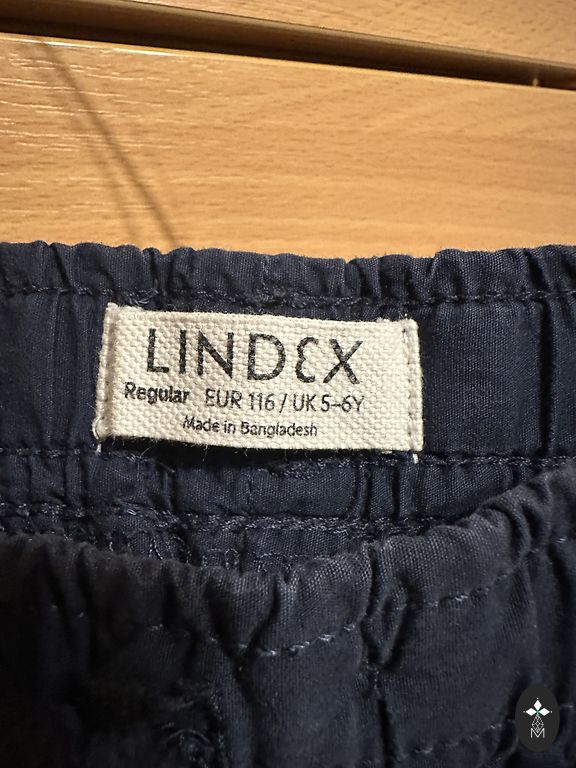 LINDEX
Regular EUR 116 / UK 5-6Y
Made in Bangladesh
M